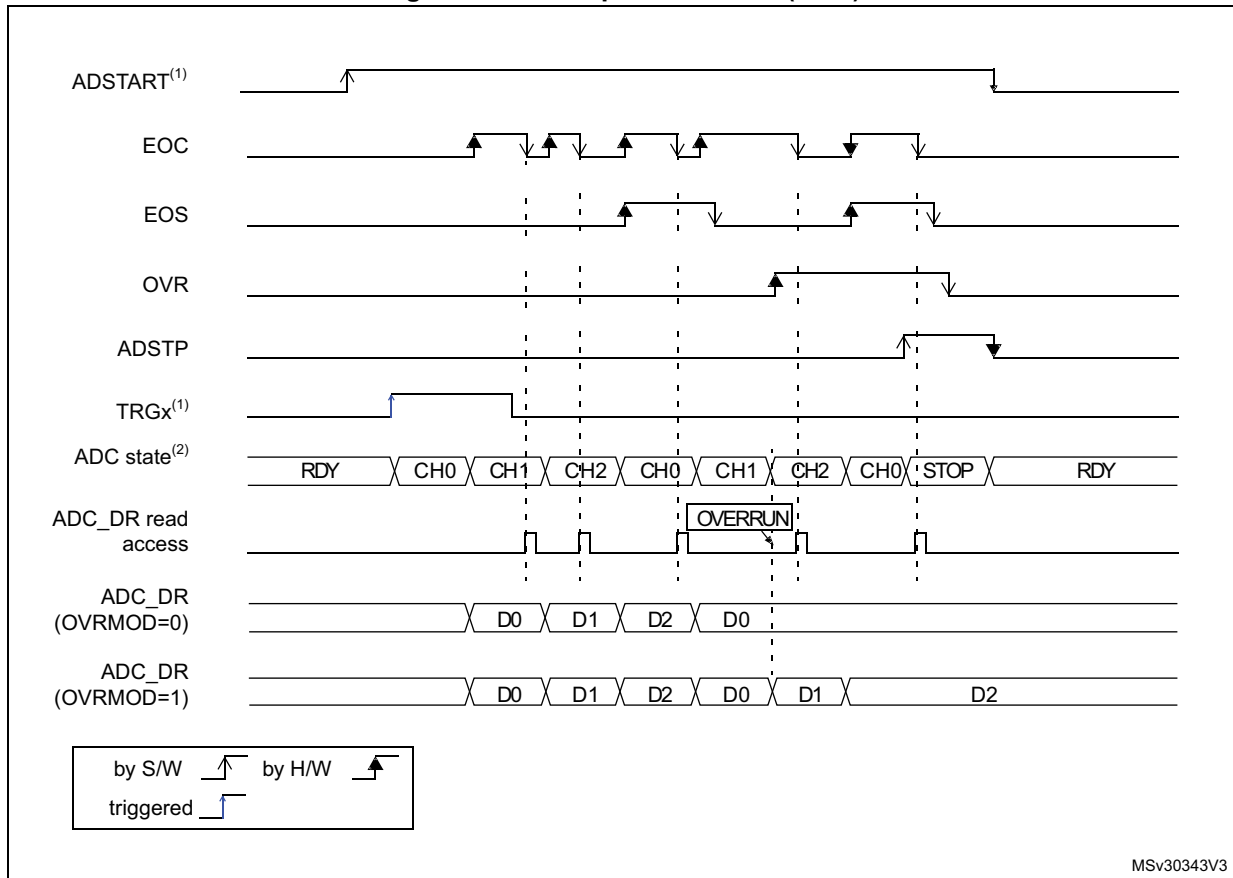 ADSTART(1)
EOC
EOS
OVR
ADSTP
TRGx(1)
ADC state(2)
RDY CH0 CH1 CH2 CH0 CH1 CH2 CH0 STOP RDY
ADC_DR read
access
OVERRUN
ADC_DR
(OVRMOD=0)
D0 D1 D2 D0
ADC_DR
(OVRMOD=1)
D0 D1 D2 D0 D1 D2
by S/W by H/W
triggered
MSv30343V3